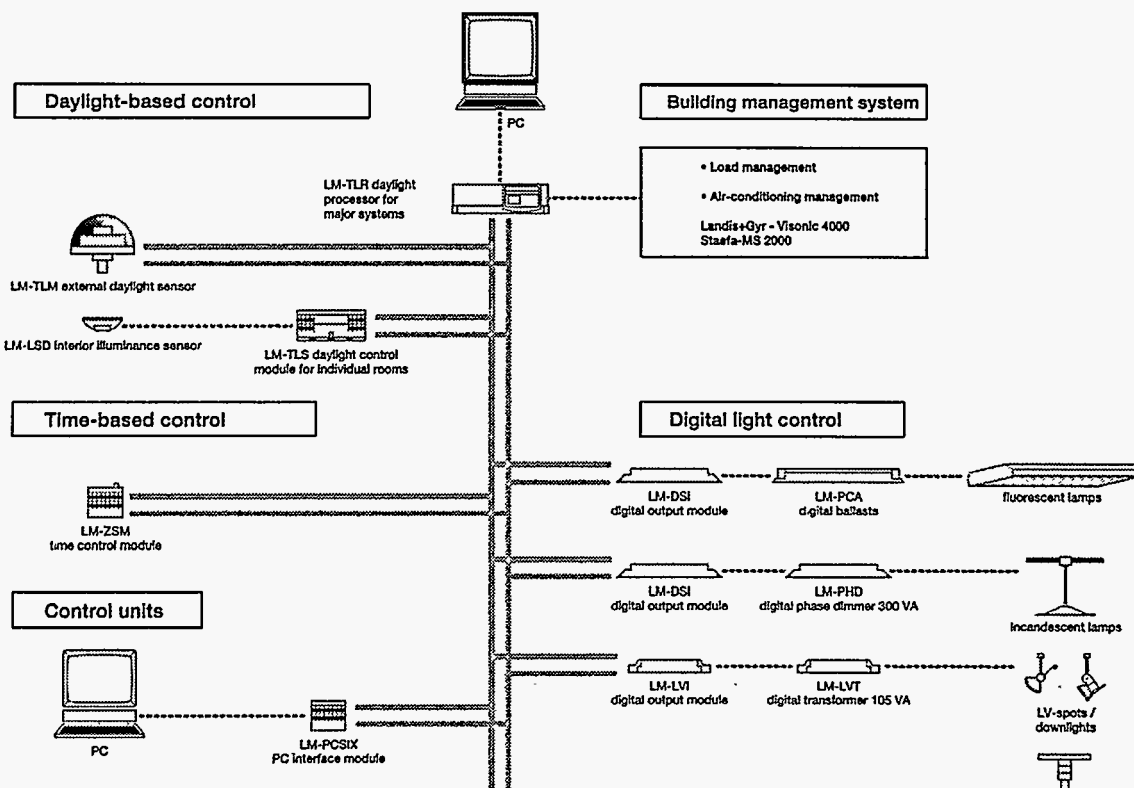 Daylight-based control
PC
Building management system
LM-TLR daylight
processor for
major systems
• Load management
• Air-conditioning management
Landis+Gyr - Visonic 4000
Staefa-MS 2000
LM-TLM external daylight sensor
LM-LSD interior illuminance sensor
LM-TLS daylight control
module for individual rooms
Time-based control
Digital light control
LM-ZSM
time control module
LM-DSI
digital output module
LM-PCA
digital ballasts
fluorescent lamps
LM-DSI
digital output module
LM-PHD
digital phase dimmer 300 VA
incandescent lamps
Control units
PC
LM-PCSIX
PC interface module
LM-LVI
digital output module
LM-LVT
digital transformer 105 VA
LV-spots /
downlights